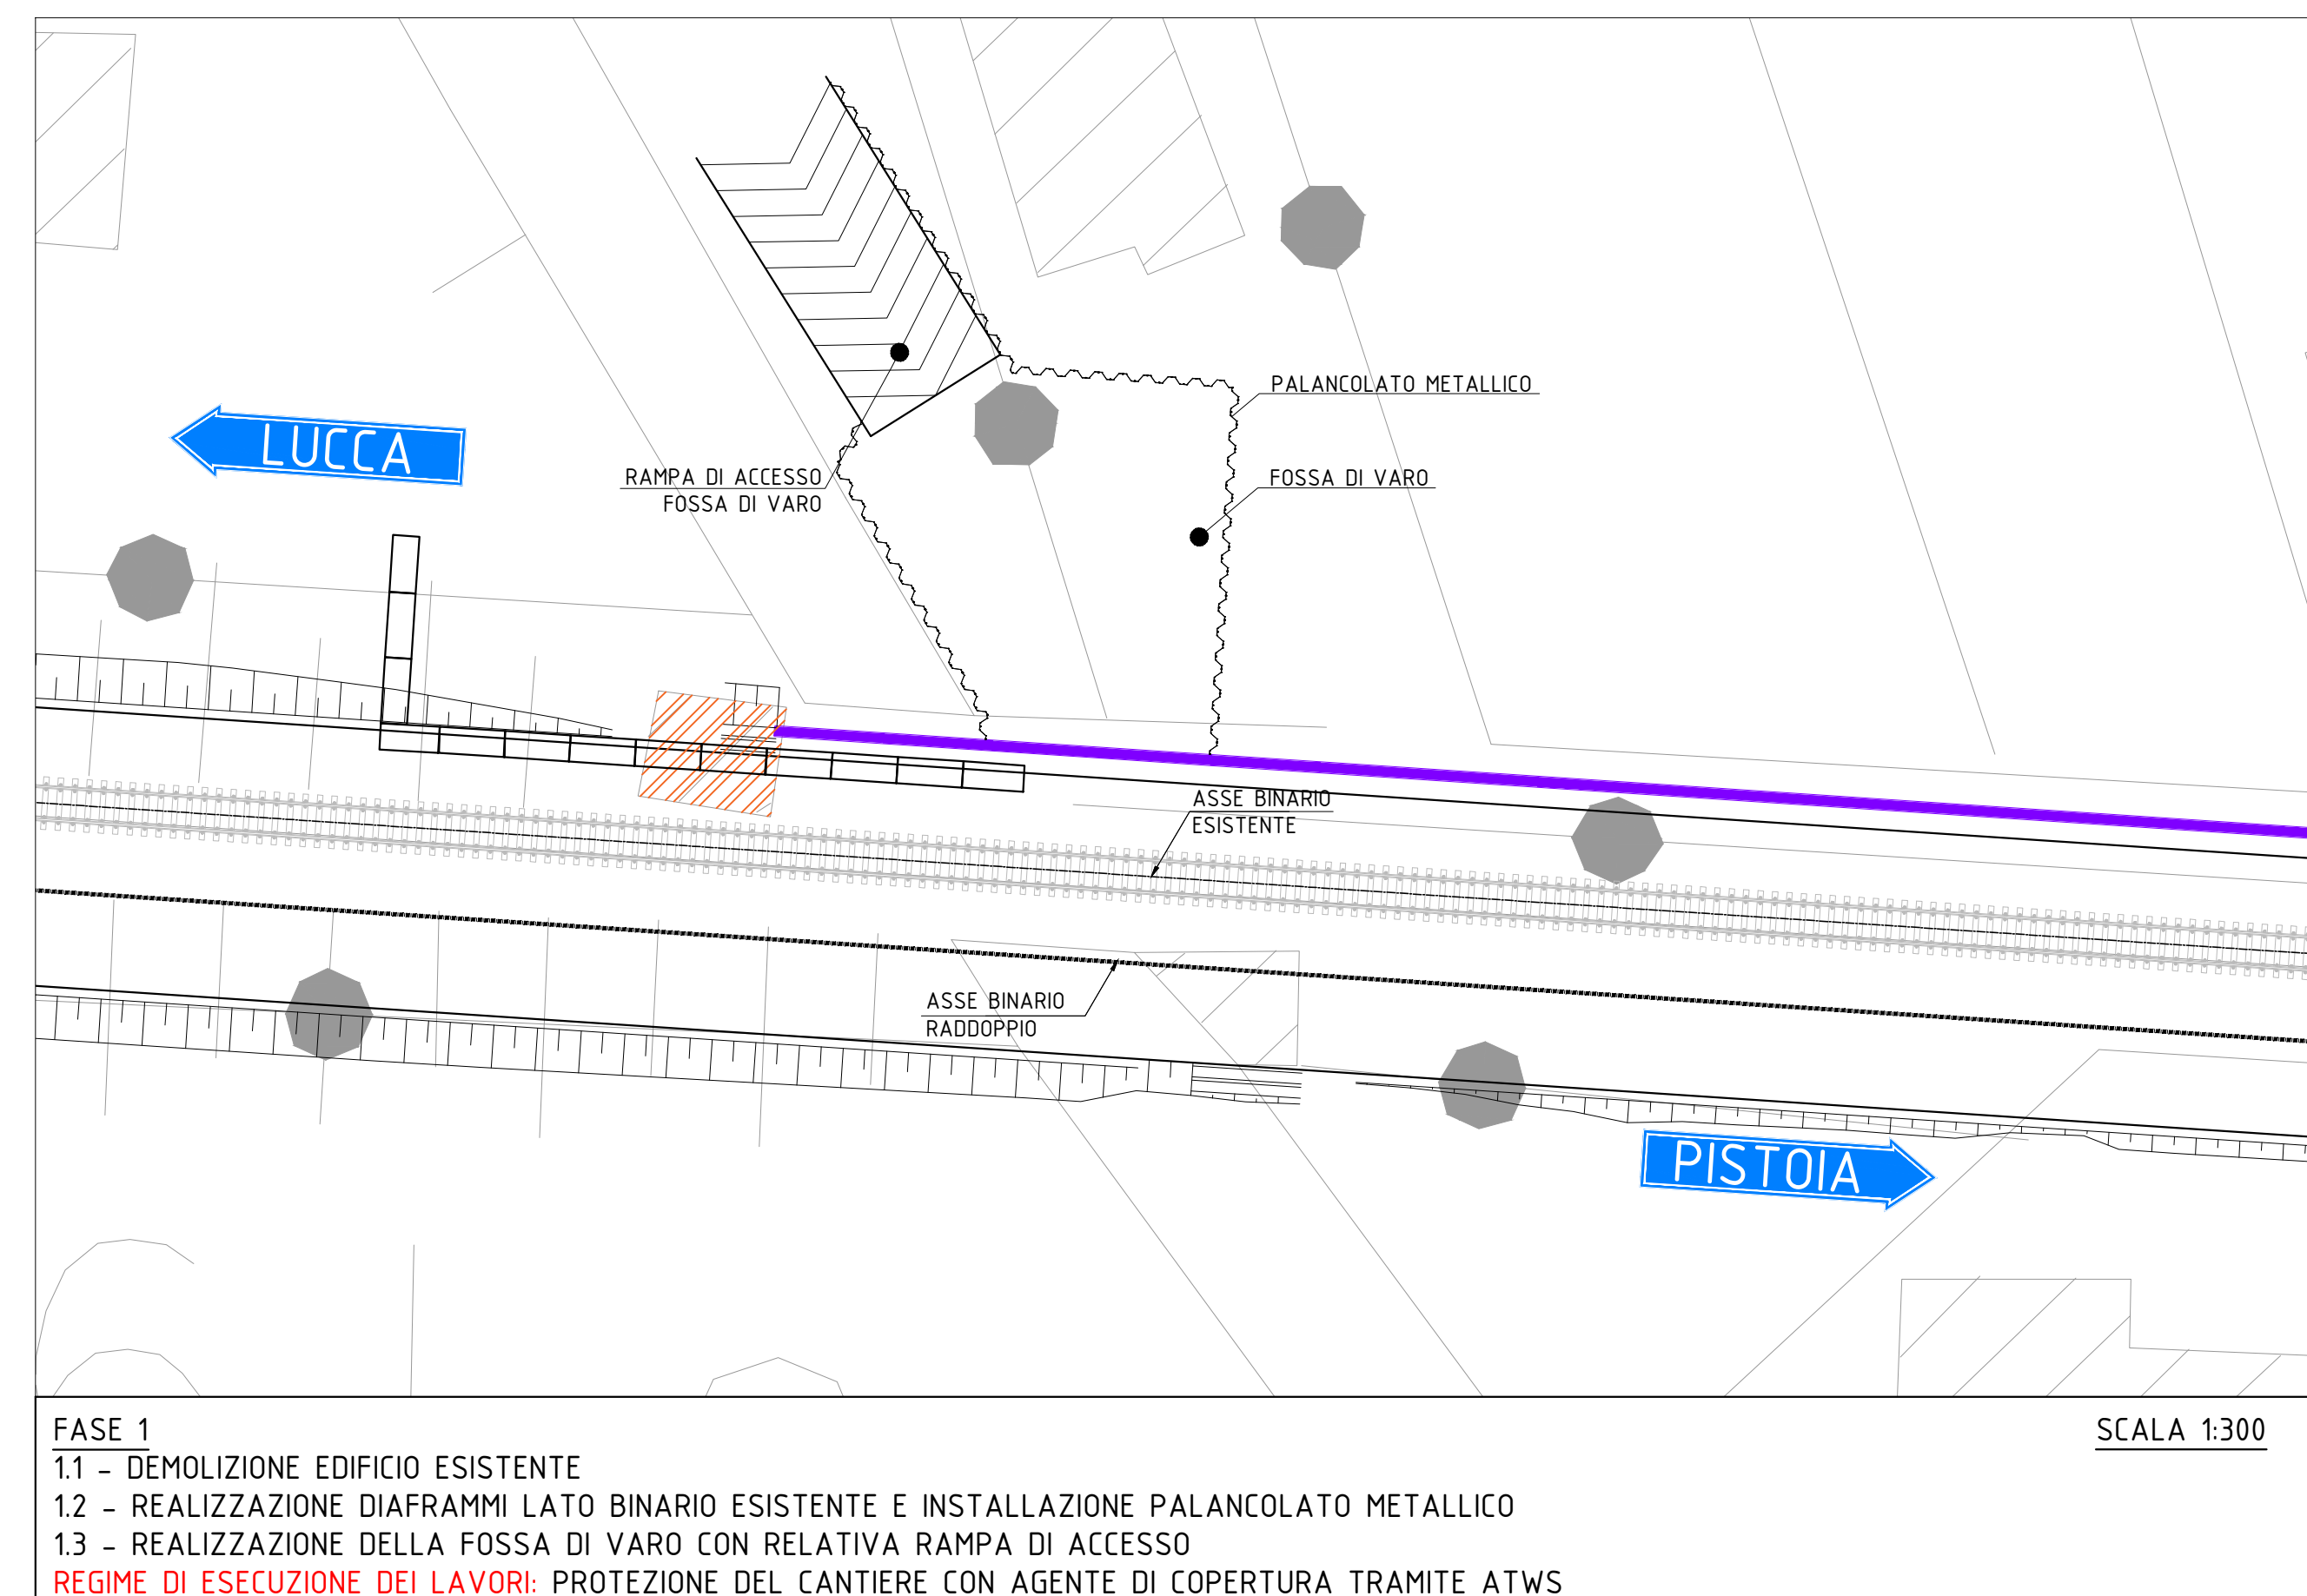 PALANCOLATO METALLICO
LUCCA
RAMPA DI ACCESSO
FOSSA DI VARO
FOSSA DI VARO
ASSE BINARIO
ESISTENTE
ASSE BINARIO
RADDOPPIO
PISTOIA
FASE 1
SCALA 1:300
1.1 - DEMOLIZIONE EDIFICIO ESISTENTE
1.2 - REALIZZAZIONE DIAFRAMMI LATO BINARIO ESISTENTE E INSTALLAZIONE PALANCOLATO METALLICO
1.3 - REALIZZAZIONE DELLA FOSSA DI VARO CON RELATIVA RAMPA DI ACCESSO
REGIME DI ESECUZIONE DEI LAVORI: PROTEZIONE DEL CANTIERE CON AGENTE DI COPERTURA TRAMITE ATWS